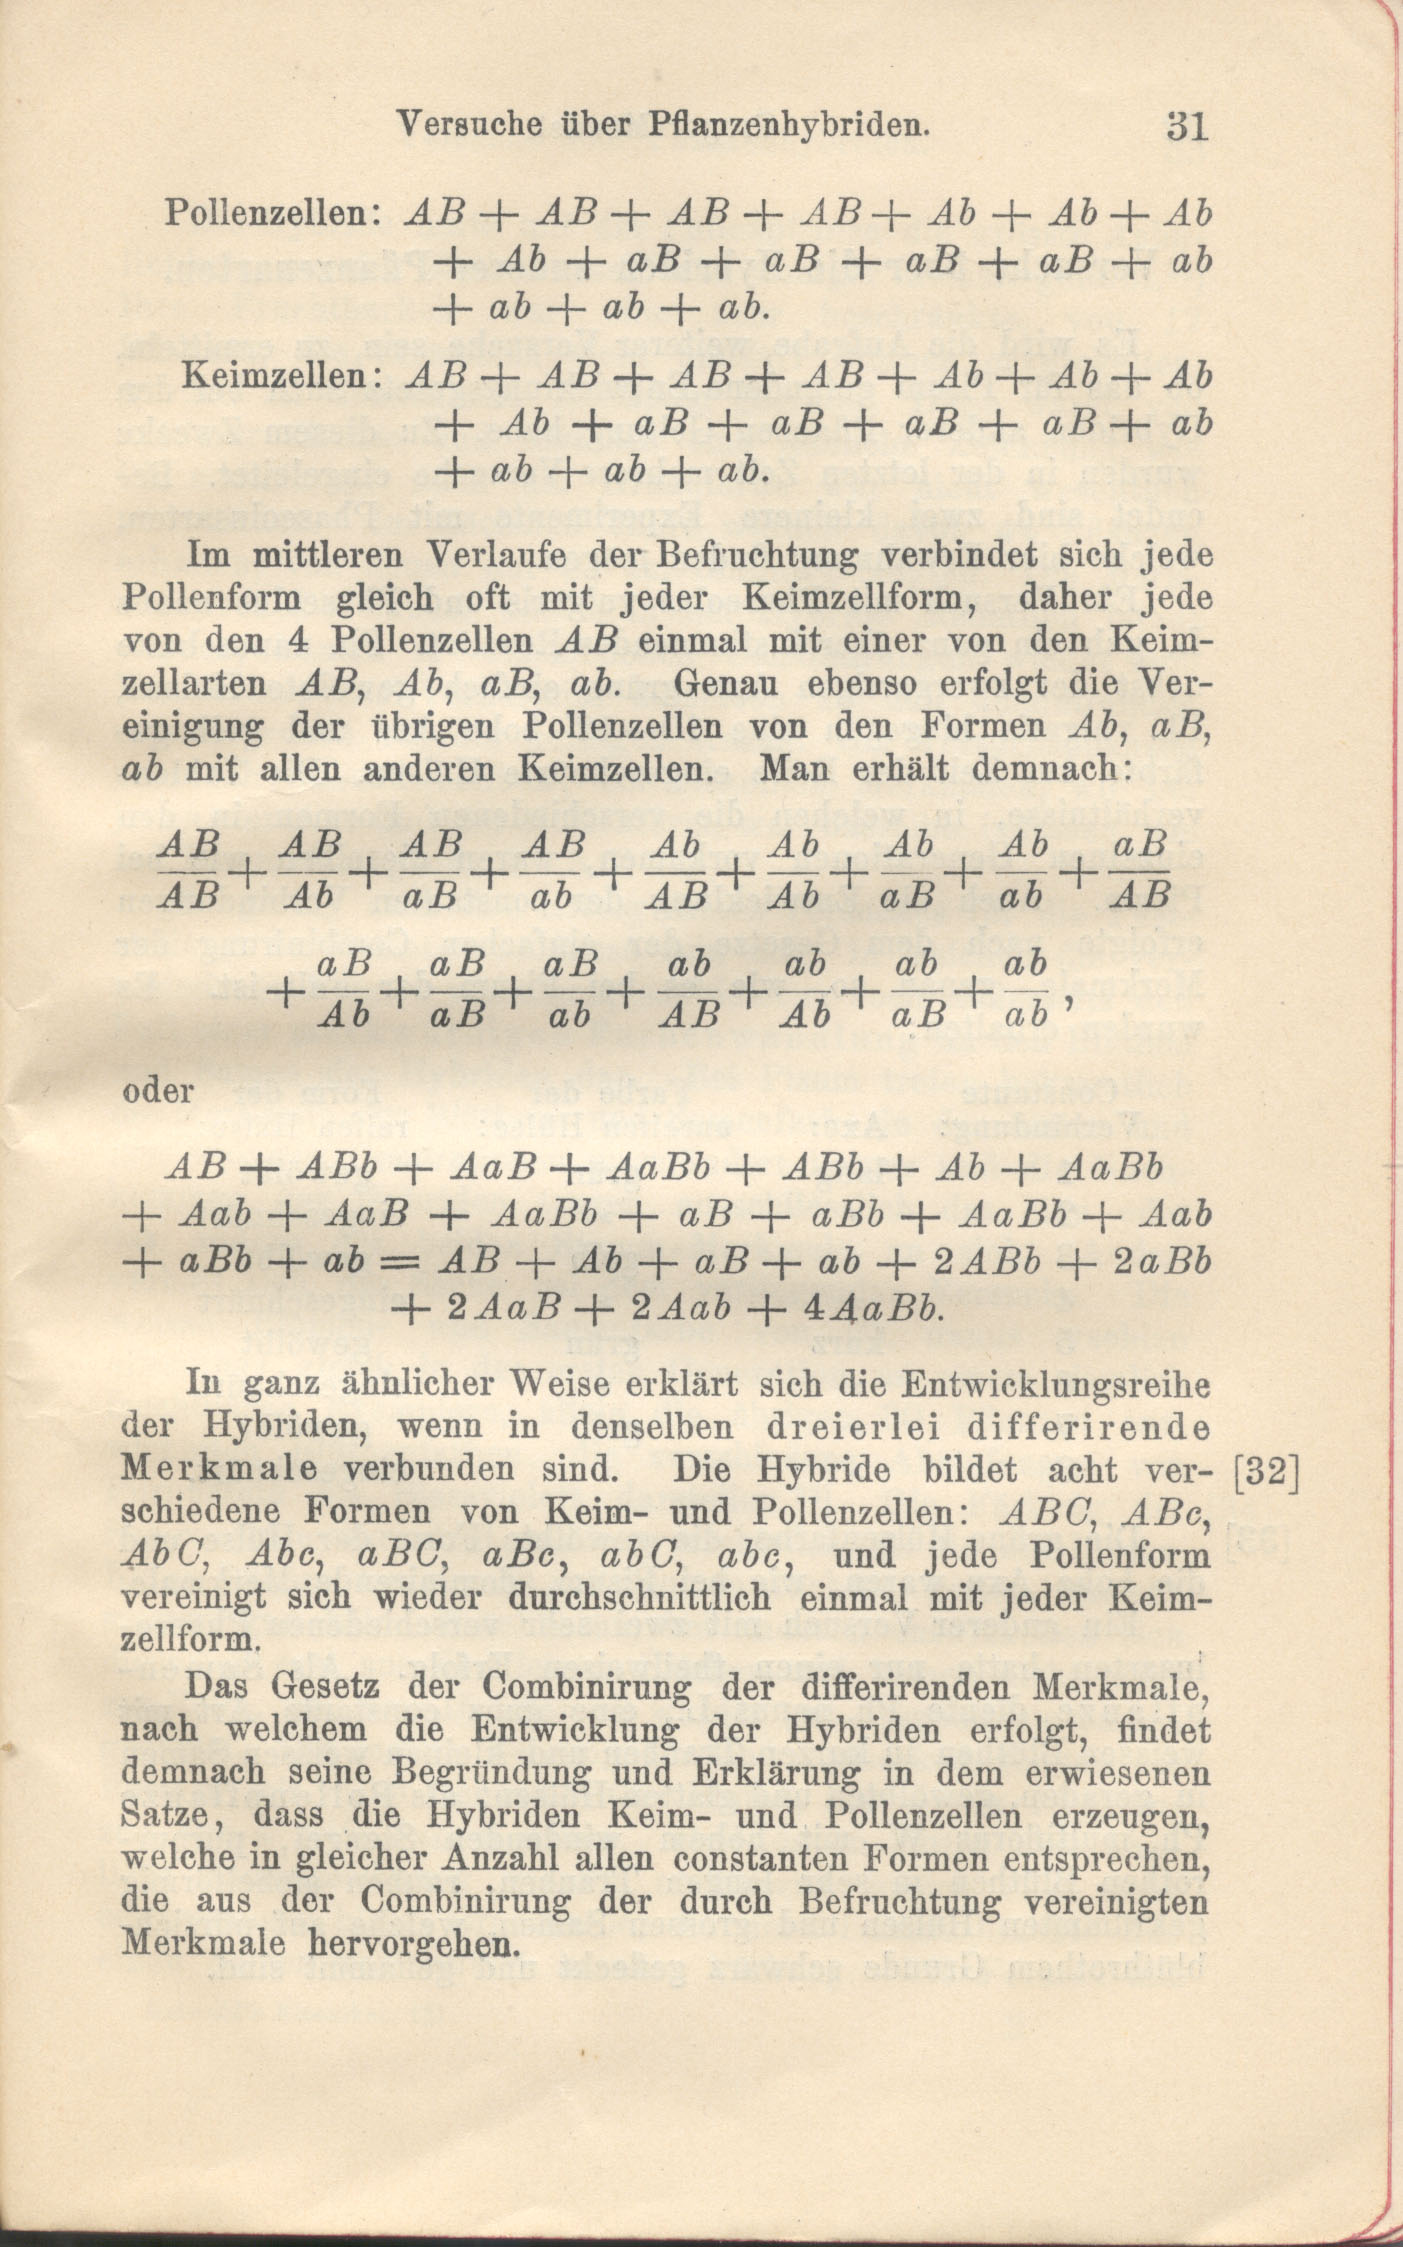 Versuche über Pflanzenhybriden. 31
Pollenzellen: AB + AB + AB + AB + Ab + Ab + Ab
+ Ab + aB + aB + aB + aB + ab
+ ab + ab + ab.
Keimzellen: AB + AB + AB + AB + Ab + Ab + Ab
+ Ab + aB + aB + aB + aB + ab
+ ab + ab + ab.
Im mittleren Verlaufe der Befruchtung verbindet sich jede
Pollenform gleich oft mit jeder Keimzellform, daher jede
von den 4 Pollenzellen AB einmal mit einer von den Keim-
zellarten AB, Ab, aB, ab. Genau ebenso erfolgt die Ver-
einigung der übrigen Pollenzellen von den Formen Ab, aB,
ab mit allen anderen Keimzellen. Man erhält demnach:
AB/AB + AB/Ab + AB/aB + AB/ab + Ab/AB + Ab/Ab + Ab/aB + Ab/ab + aB/AB
+ aB/Ab + aB/aB + aB/ab + ab/AB + ab/Ab + ab/aB + ab/ab,
oder
AB + ABb + AaB + AaBb + ABb + Ab + AaBb
+ Aab + AaB + AaBb + aB + aBb + AaBb + Aab
+ aBb + ab = AB + Ab + aB + ab + 2ABb + 2aBb
+ 2AaB + 2Aab + 4AaBb.
In ganz ähnlicher Weise erklärt sich die Entwicklungsreihe
der Hybriden, wenn in denselben dreierlei differirende
Merkmale verbunden sind. Die Hybride bildet acht ver- [32]
schiedene Formen von Keim- und Pollenzellen: ABC, ABc,
AbC, Abc, aBC, aBc, abC, abc, und jede Pollenform
vereinigt sich wieder durchschnittlich einmal mit jeder Keim-
zellform.
Das Gesetz der Combinirung der differirenden Merkmale,
nach welchem die Entwicklung der Hybriden erfolgt, findet
demnach seine Begründung und Erklärung in dem erwiesenen
Satze, dass die Hybriden Keim- und Pollenzellen erzeugen,
welche in gleicher Anzahl allen constanten Formen entsprechen,
die aus der Combinirung der durch Befruchtung vereinigten
Merkmale hervorgehen.